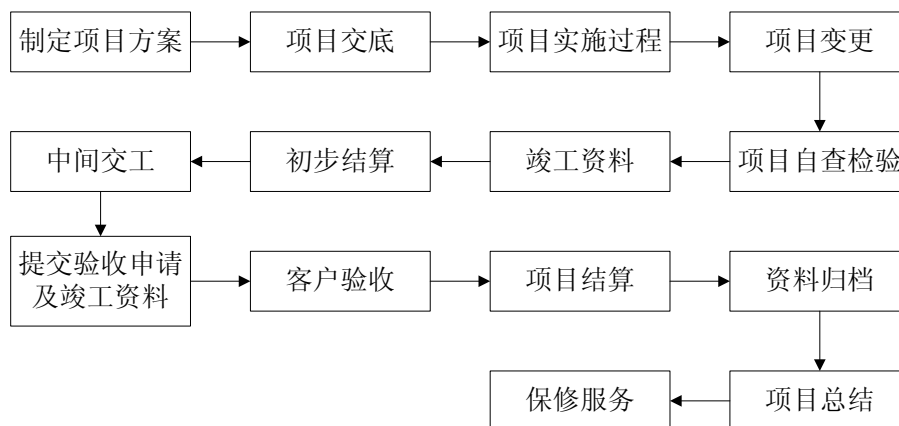 制定项目方案
项目交底
项目实施过程
项目变更
项目自查检验
竣工资料
初步结算
中间交工
提交验收申请
及竣工资料
客户验收
项目结算
资料归档
项目总结
保修服务